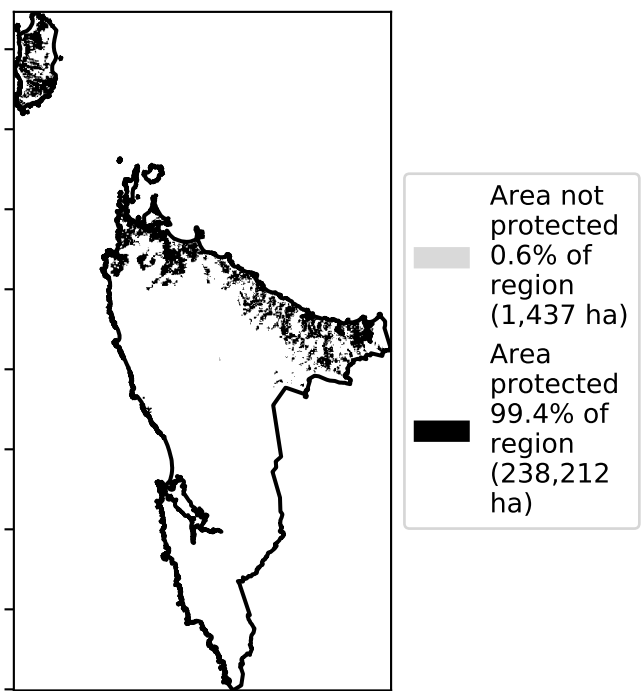 Area not
protected
0.6% of
region
(1,437 ha)
Area
protected
99.4% of
region
(238,212
ha)